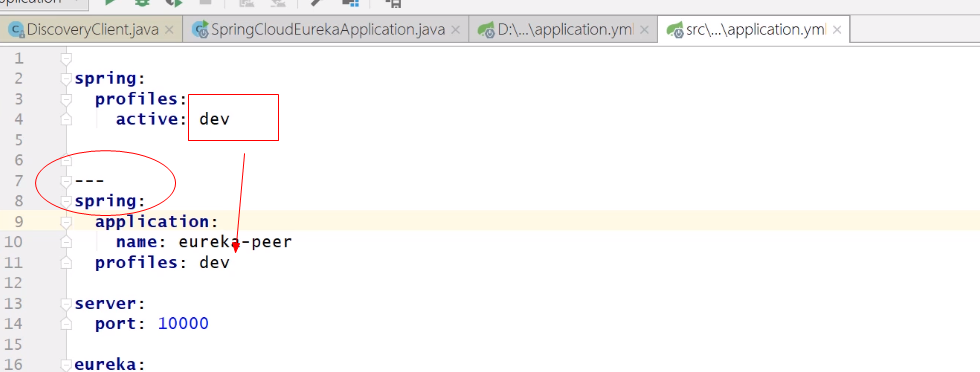 pplication
DiscoveryClient.java
SpringCloudEurekaApplication.java
D:\...\application.yml
src\...\application.yml
1
2 spring:
3 profiles:
4 active: dev
5
6
7 ---
8 spring:
9 application:
10 name: eureka-peer
11 profiles: dev
12
13 server:
14 port: 10000
15
16 eureka: